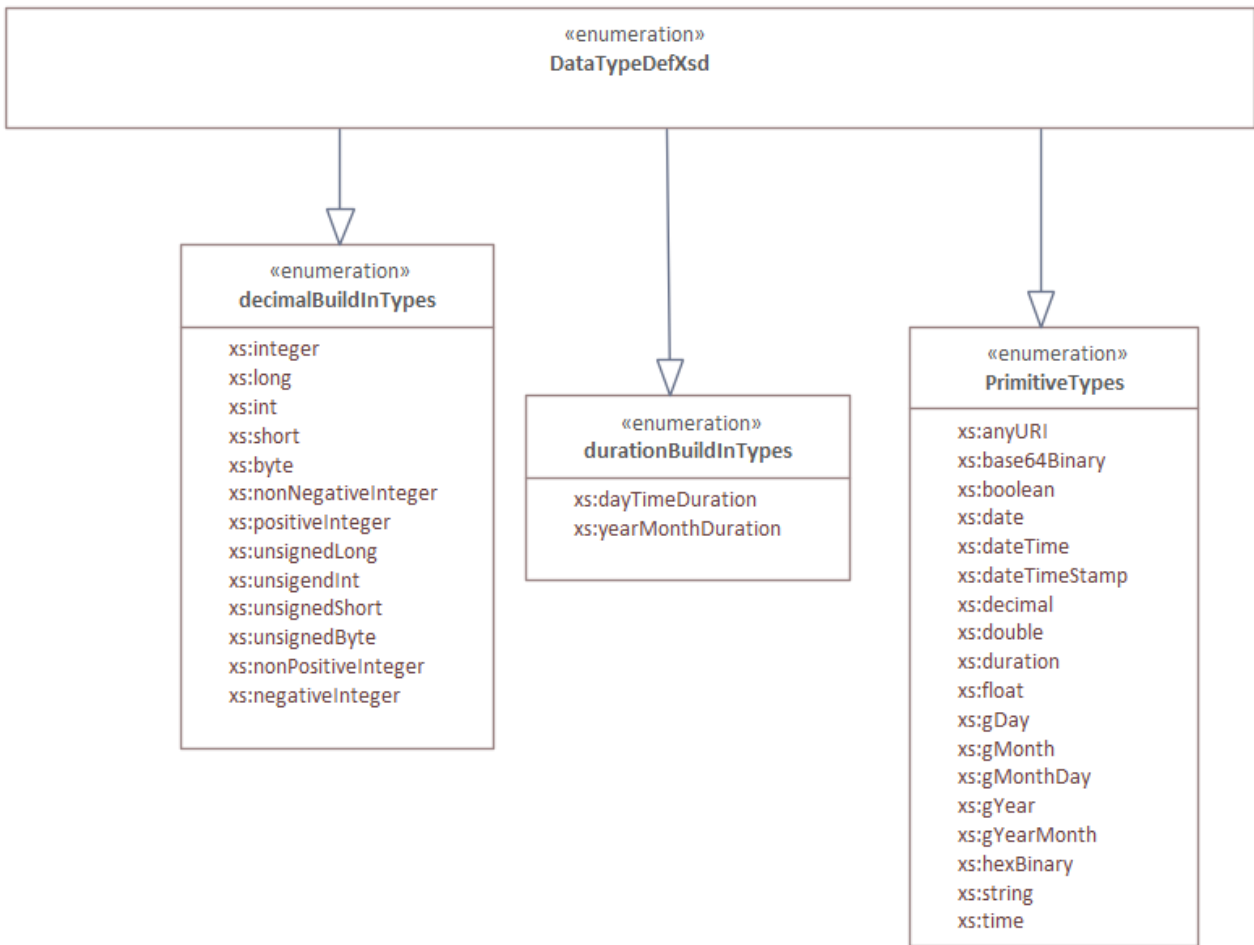 «enumeration»
DataTypeDefXsd
«enumeration»
decimalBuildInTypes
xs:integer
xs:long
xs:int
xs:short
xs:byte
xs:nonNegativeInteger
xs:positiveInteger
xs:unsignedLong
xs:unsigendInt
xs:unsignedShort
xs:unsignedByte
xs:nonPositiveInteger
xs:negativeInteger
«enumeration»
durationBuildInTypes
xs:dayTimeDuration
xs:yearMonthDuration
«enumeration»
PrimitiveTypes
xs:anyURI
xs:base64Binary
xs:boolean
xs:date
xs:dateTime
xs:dateTimeStamp
xs:decimal
xs:double
xs:duration
xs:float
xs:gDay
xs:gMonth
xs:gMonthDay
xs:gYear
xs:gYearMonth
xs:hexBinary
xs:string
xs:time